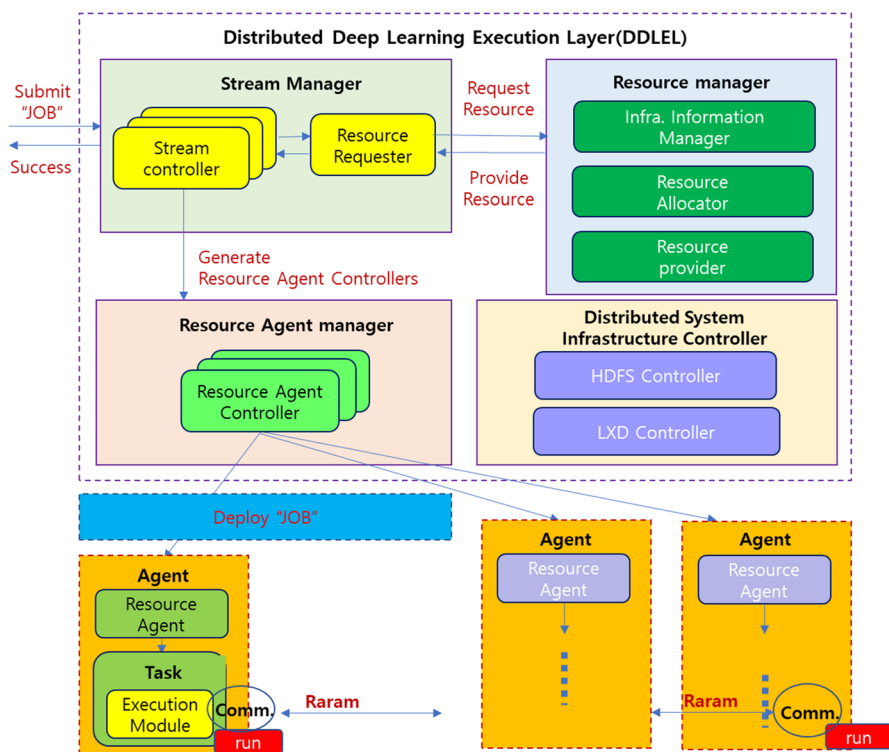 Distributed Deep Learning Execution Layer(DDLEL)
Submit
"JOB"
Success
Stream Manager
Stream
controller
Resource
Requester
Request
Resource
Provide
Resource
Resource manager
Infra. Information
Manager
Resource
Allocator
Resource
provider
Generate
Resource Agent Controllers
Resource Agent manager
Resource Agent
Controller
Distributed System
Infrastructure Controller
HDFS Controller
LXD Controller
Deploy "JOB"
Agent
Resource
Agent
Task
Execution
Module
Comm.
run
Raram
Agent
Resource
Agent
Raram
Agent
Resource
Agent
Comm.
run